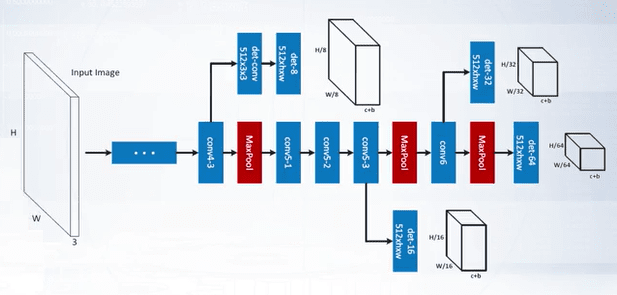 Input Image
H
W
3
...
conv4-3
MaxPool
conv5-1
conv5-2
conv5-3
MaxPool
conv6
MaxPool
det-conv
512x3x3
det-8
512xhxw
H/8
W/8
c+b
det-16
512xhxw
H/16
W/16
c+b
det-32
512xhxw
H/32
W/32
c+b
det-64
512xhxw
H/64
W/64
c+b